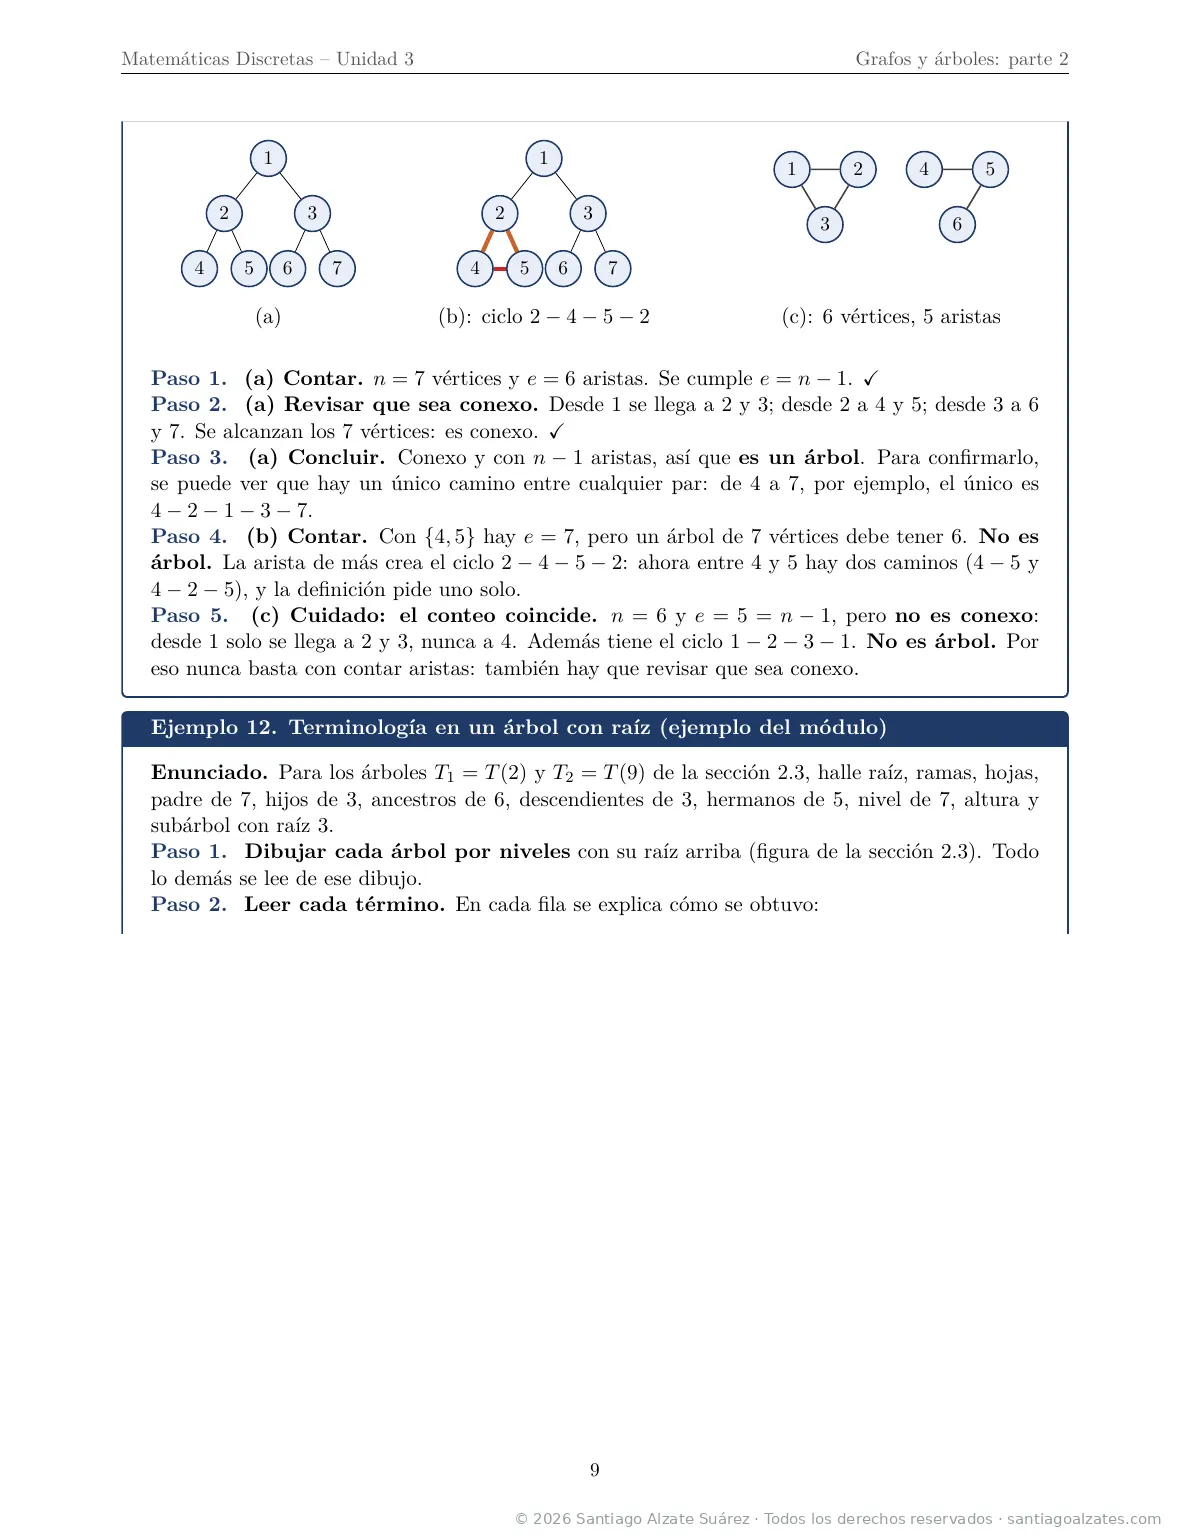 Matemáticas Discretas – Unidad 3 Grafos y árboles: parte 2
1 1 1 2 4 5
2 3 2 3 3 6
4 5 6 7 4 5 6 7
(a) (b): ciclo 2 − 4 − 5 − 2 (c): 6 vértices, 5 aristas
Paso 1. (a) Contar. n = 7 vértices y e = 6 aristas. Se cumple e = n − 1. ✓
Paso 2. (a) Revisar que sea conexo. Desde 1 se llega a 2 y 3; desde 2 a 4 y 5; desde 3 a 6
y 7. Se alcanzan los 7 vértices: es conexo. ✓
Paso 3. (a) Concluir. Conexo y con n − 1 aristas, así que es un árbol. Para confirmarlo,
se puede ver que hay un único camino entre cualquier par: de 4 a 7, por ejemplo, el único es
4 − 2 − 1 − 3 − 7.
Paso 4. (b) Contar. Con {4, 5} hay e = 7, pero un árbol de 7 vértices debe tener 6. No es
árbol. La arista de más crea el ciclo 2 − 4 − 5 − 2: ahora entre 4 y 5 hay dos caminos (4 − 5 y
4 − 2 − 5), y la definición pide uno solo.
Paso 5. (c) Cuidado: el conteo coincide. n = 6 y e = 5 = n − 1, pero no es conexo:
desde 1 solo se llega a 2 y 3, nunca a 4. Además tiene el ciclo 1 − 2 − 3 − 1. No es árbol. Por
eso nunca basta con contar aristas: también hay que revisar que sea conexo.
Ejemplo 12. Terminología en un árbol con raíz (ejemplo del módulo)
Enunciado. Para los árboles T₁ = T(2) y T₂ = T(9) de la sección 2.3, halle raíz, ramas, hojas,
padre de 7, hijos de 3, ancestros de 6, descendientes de 3, hermanos de 5, nivel de 7, altura y
subárbol con raíz 3.
Paso 1. Dibujar cada árbol por niveles con su raíz arriba (figura de la sección 2.3). Todo
lo demás se lee de ese dibujo.
Paso 2. Leer cada término. En cada fila se explica cómo se obtuvo:
9
© 2026 Santiago Alzate Suárez · Todos los derechos reservados · santiagoalzates.com